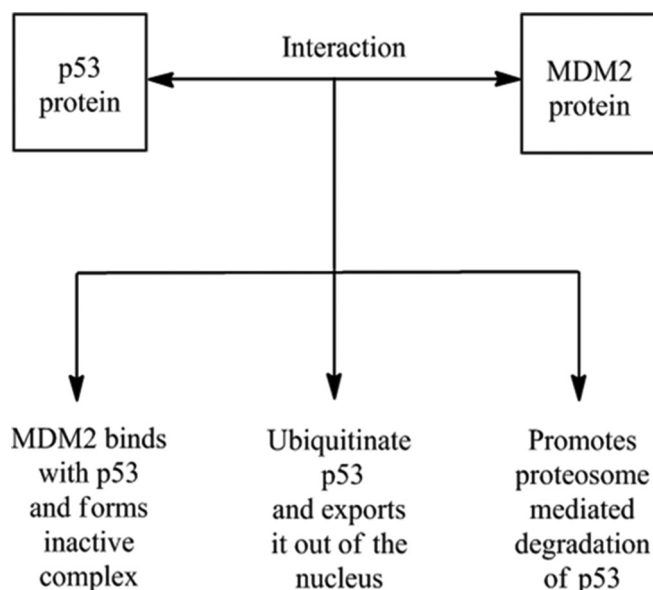 p53
protein
Interaction
MDM2
protein
MDM2 binds
with p53
and forms
inactive
complex
Ubiquitinate
p53
and exports
it out of the
nucleus
Promotes
proteosome
mediated
degradation
of p53